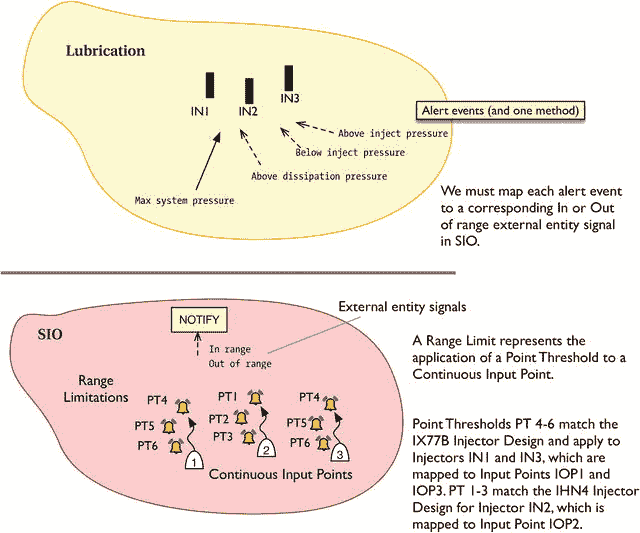 Lubrication
IN1
IN2
IN3
Alert events (and one method)
Above inject pressure
Below inject pressure
Above dissipation pressure
Max system pressure
We must map each alert event
to a corresponding In or Out
of range external entity signal
in SIO.
SIO
NOTIFY
External entity signals
In range
Out of range
Range
Limitations
PT4
PT5
PT6
1
PT1
PT2
PT3
2
PT4
PT5
PT6
3
Continuous Input Points
A Range Limit represents the
application of a Point Threshold to a
Continuous Input Point.
Point Thresholds PT 4-6 match the
IX77B Injector Design and apply to
Injectors IN1 and IN3, which are
mapped to Input Points IOP1 and
IOP3. PT 1-3 match the IHN4 Injector
Design for Injector IN2, which is
mapped to Input Point IOP2.